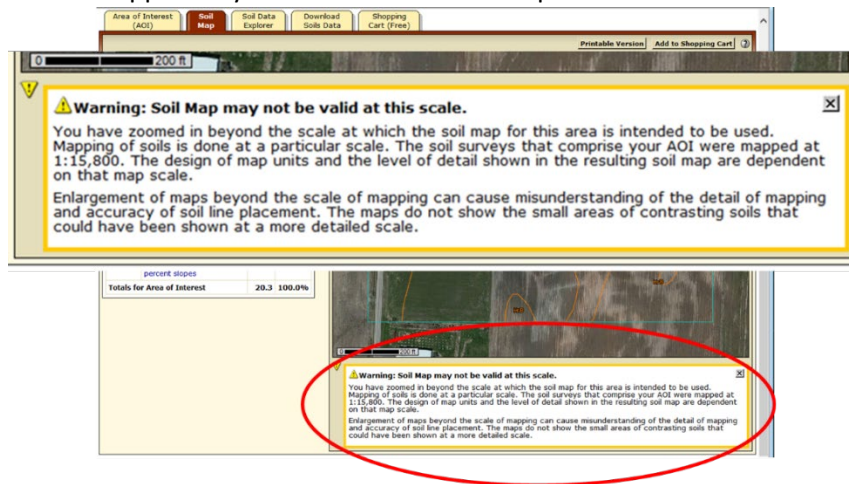 Area of Interest (AOI)
Soil Map
Soil Data Explorer
Download Soils Data
Shopping Cart (Free)
Printable Version
Add to Shopping Cart
0 200 ft
Warning: Soil Map may not be valid at this scale.
You have zoomed in beyond the scale at which the soil map for this area is intended to be used.
Mapping of soils is done at a particular scale. The soil surveys that comprise your AOI were mapped at
1:15,800. The design of map units and the level of detail shown in the resulting soil map are dependent
on that map scale.
Enlargement of maps beyond the scale of mapping can cause misunderstanding of the detail of mapping
and accuracy of soil line placement. The maps do not show the small areas of contrasting soils that
could have been shown at a more detailed scale.
percent slopes
Totals for Area of Interest 20.3 100.0%
0 200 ft
Warning: Soil Map may not be valid at this scale.
You have zoomed in beyond the scale at which the soil map for this area is intended to be used.
Mapping of soils is done at a particular scale. The soil surveys that comprise your AOI were mapped at
1:15,800. The design of map units and the level of detail shown in the resulting soil map are dependent
on that map scale.
Enlargement of maps beyond the scale of mapping can cause misunderstanding of the detail of mapping
and accuracy of soil line placement. The maps do not show the small areas of contrasting soils that
could have been shown at a more detailed scale.